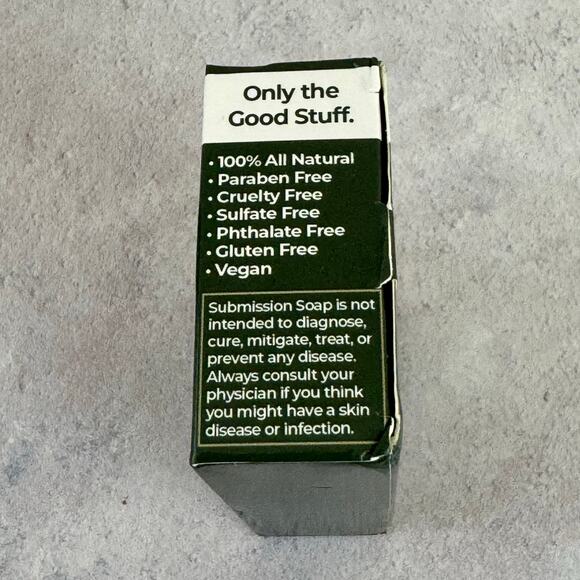 Only the
Good Stuff.
• 100% All Natural
• Paraben Free
• Cruelty Free
• Sulfate Free
• Phthalate Free
• Gluten Free
• Vegan
Submission Soap is not
intended to diagnose,
cure, mitigate, treat, or
prevent any disease.
Always consult your
physician if you think
you might have a skin
disease or infection.